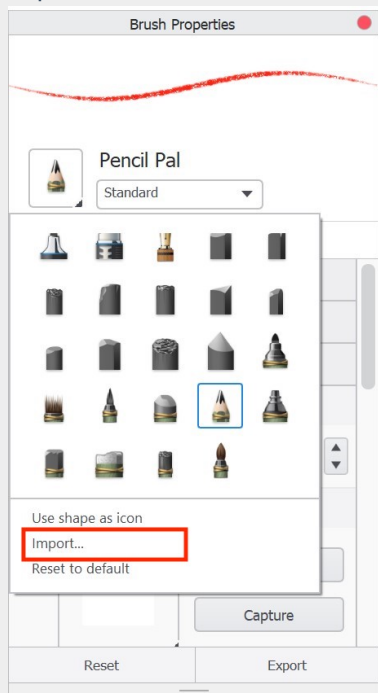 Brush Properties
Pencil Pal
Standard
Use shape as icon
Import...
Reset to default
Capture
Reset
Export